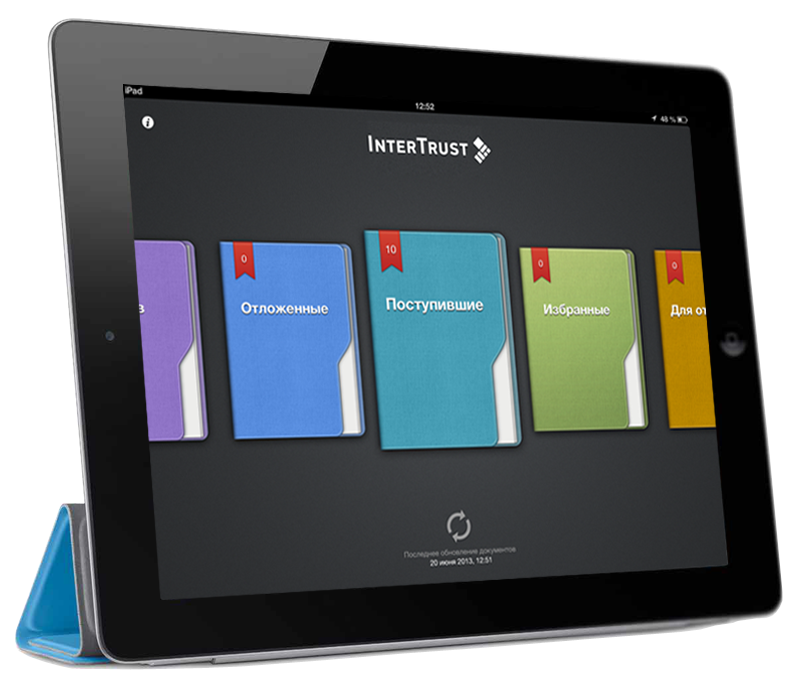 iPad
12:52
48 %
INTERTRUST
0
10
0
0
Отложенные
Поступившие
Избранные
Для от
Последнее обновление документов
20 июня 2013, 12:51